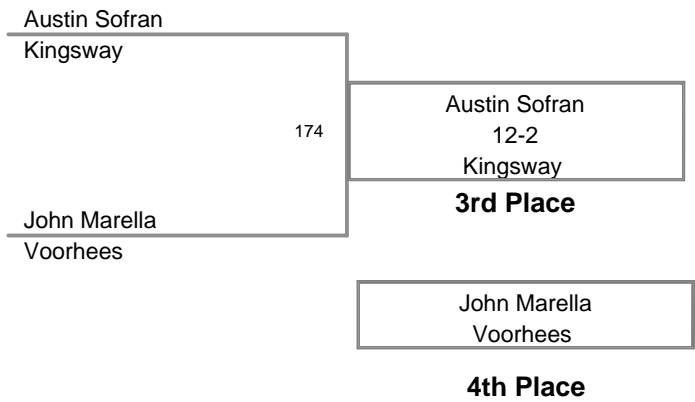 Austin Sofran
Kingsway
174
Austin Sofran
12-2
Kingsway
3rd Place
John Marella
Voorhees
John Marella
Voorhees
4th Place